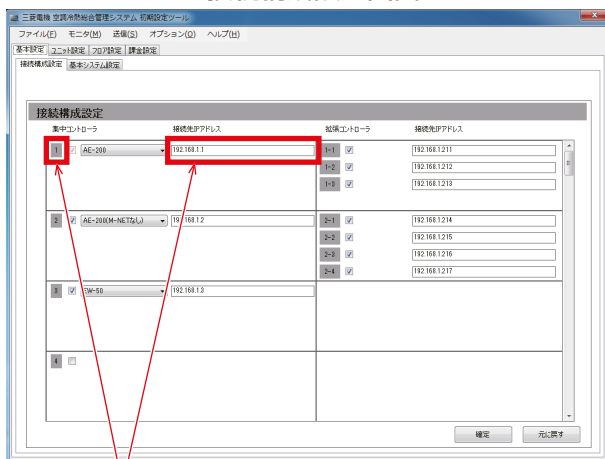 三菱電機 空調冷熱総合管理システム 初期設定ツール
ファイル(F) モニタ(M) 送信(S) オプション(O) ヘルプ(H)
基本設定 ユニット設定 フロア設定 課金設定
接続構成設定 基本システム設定
接続構成設定
集中コントローラ 接続先IPアドレス 拡張コントローラ 接続先IPアドレス
1 AE-200 192.168.1.1 1-1 192.168.1.211
1-2 192.168.1.212
1-3 192.168.1.213
2 AE-200(M-NETなし) 192.168.1.2 2-1 192.168.1.214
2-2 192.168.1.215
2-3 192.168.1.216
2-4 192.168.1.217
3 EW-50 192.168.1.3
4
確定 元に戻す